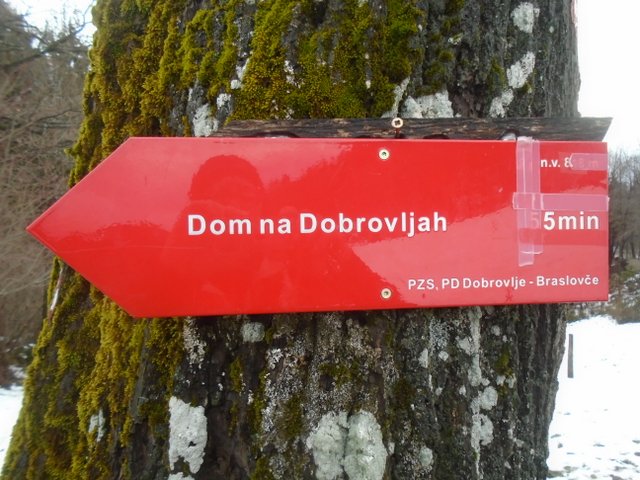 n.v.
Dom na Dobrovljah 5min
PZS, PD Dobrovlje - Braslovče